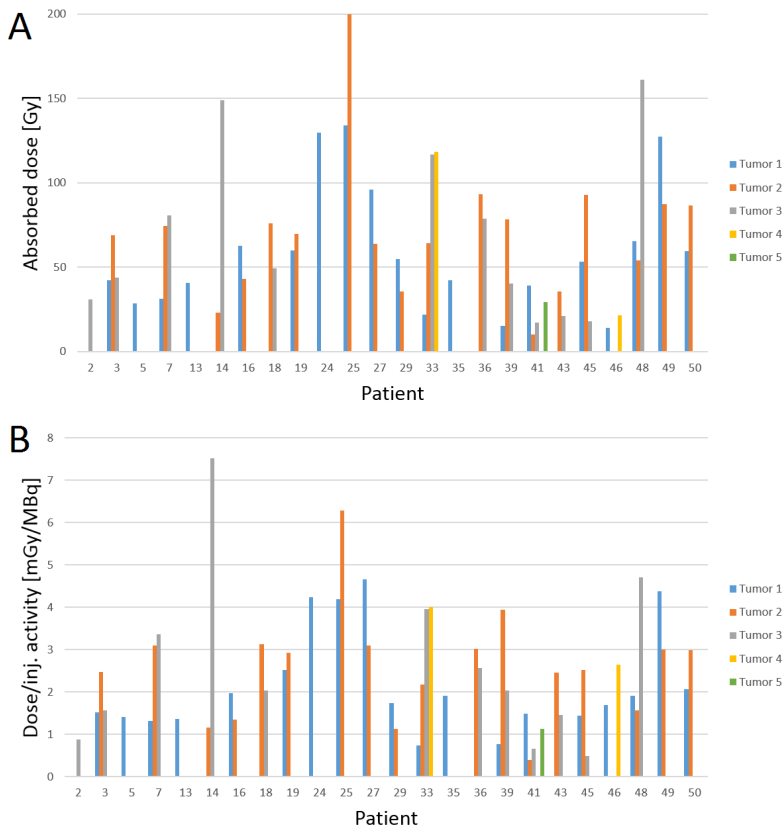 A
Absorbed dose [Gy]
200
150
100
50
0
2 3 5 7 13 14 16 18 19 24 25 27 29 33 35 36 39 41 43 45 46 48 49 50
Patient
Tumor 1
Tumor 2
Tumor 3
Tumor 4
Tumor 5
B
Dose/inj. activity [mGy/MBq]
8
7
6
5
4
3
2
1
0
2 3 5 7 13 14 16 18 19 24 25 27 29 33 35 36 39 41 43 45 46 48 49 50
Patient
Tumor 1
Tumor 2
Tumor 3
Tumor 4
Tumor 5